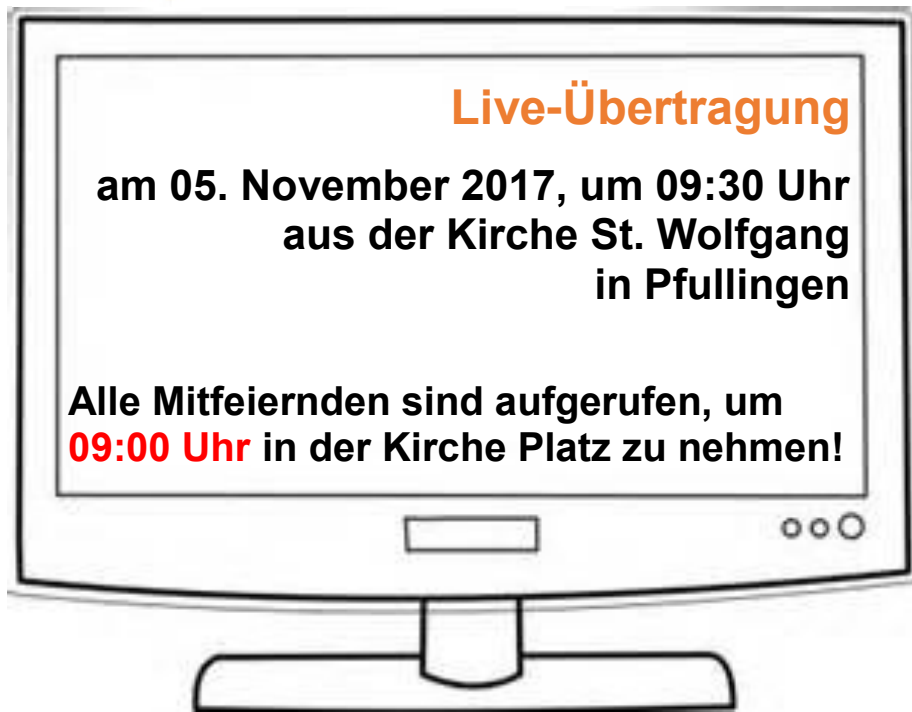 Live-Übertragung
am 05. November 2017, um 09:30 Uhr
aus der Kirche St. Wolfgang
in Pfullingen
Alle Mitfeiernden sind aufgerufen, um
09:00 Uhr in der Kirche Platz zu nehmen!